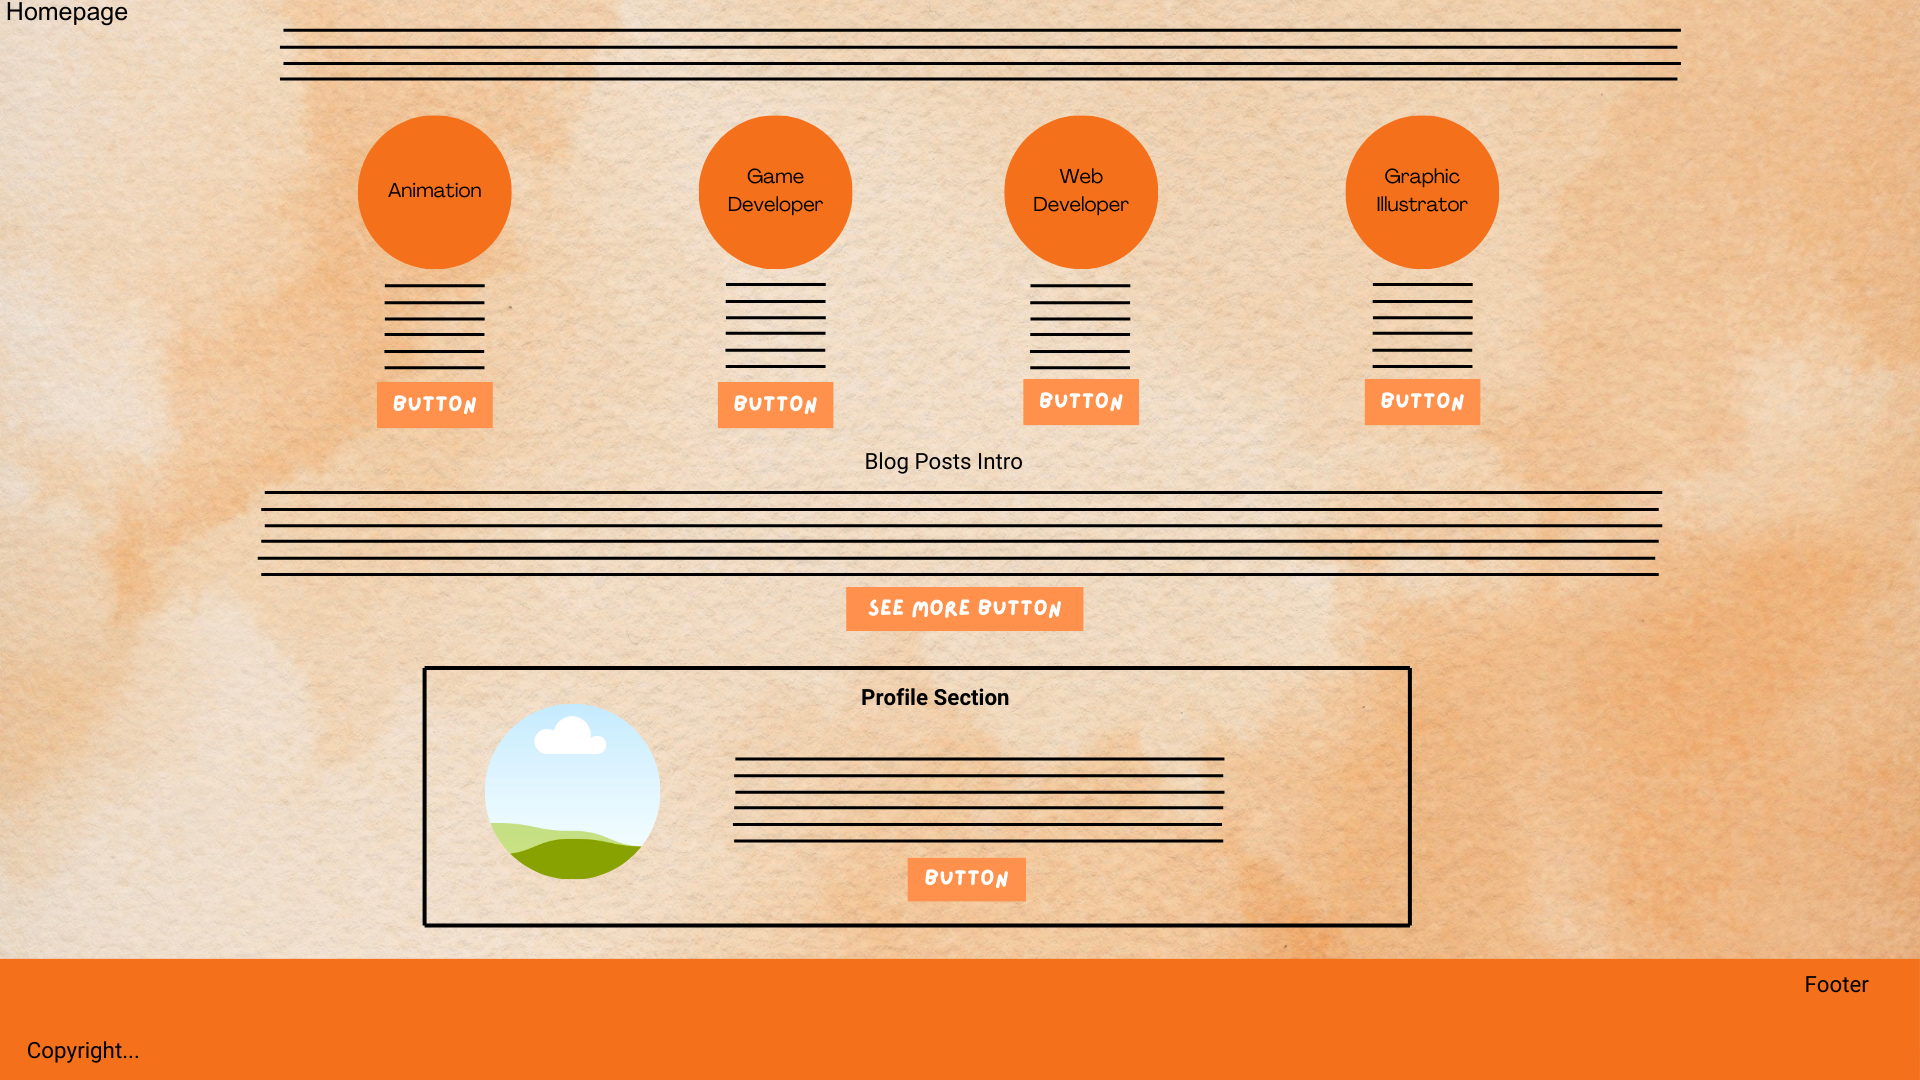 Homepage
Animation
Game
Developer
Web
Developer
Graphic
Illustrator
BUTTON
BUTTON
BUTTON
BUTTON
Blog Posts Intro
SEE MORE BUTTON
Profile Section
BUTTON
Footer
Copyright...